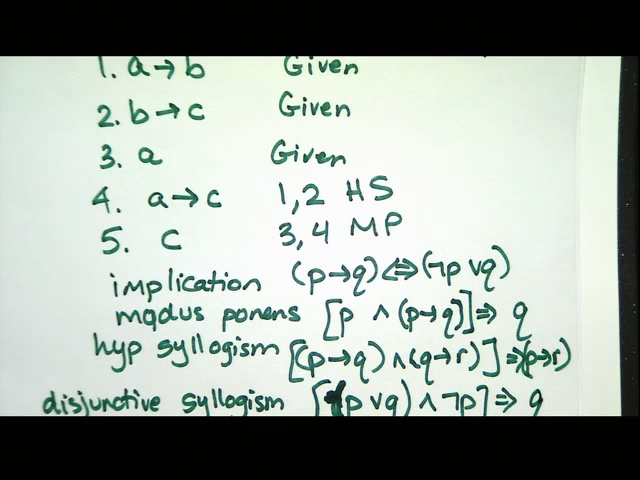 1. a→b Given
2. b→c Given
3. a Given
4. a→c 1,2 HS
5. c 3,4 MP
implication (p→q)⇔(¬p∨q)
modus ponens [p ∧ (p→q)]⇒ q
hyp syllogism [(p→q)∧(q→r)]⇒(p→r)
disjunctive syllogism [(p∨q)∧¬p]⇒ q